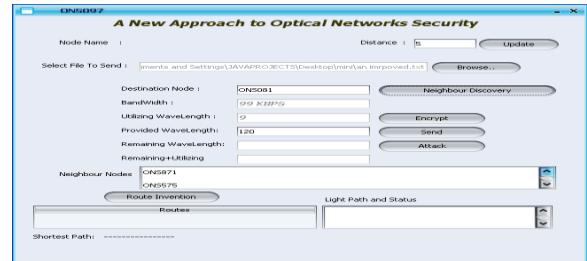 ONS097
A New Approach to Optical Networks Security
Node Name :
Distance : 5 Update
Select File To Send : ments and Settings\JAVAPROJECTS\Desktop\min\an imrpoved.txt Browse..
Destination Node : ONS081 Neighbour Discovery
BandWidth : 99 KBPS
Utilizing WaveLength : 9 Encrypt
Provided WaveLength: 120 Send
Remaining WaveLength: Attack
Remaining+Utilizing
Neighbour Nodes ONS871
ONS575
Route Invention Light Path and Status
Routes
Shortest Path: ----------------